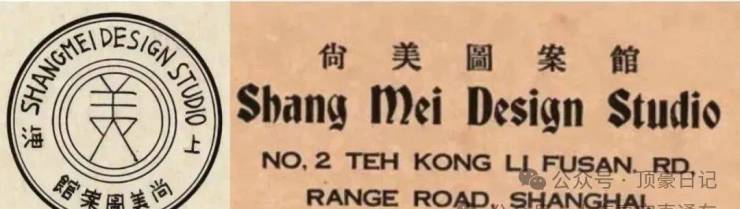 SHANGMEI DESIGN STUDIO
上
海
美
尚美圖案館
尙美圖案館
Shang Mei Design Studio
NO, 2 TEH KONG LI FUSAN. RD,
RANGE ROAD, SHANGHAI
公众号 · 顶豪日记